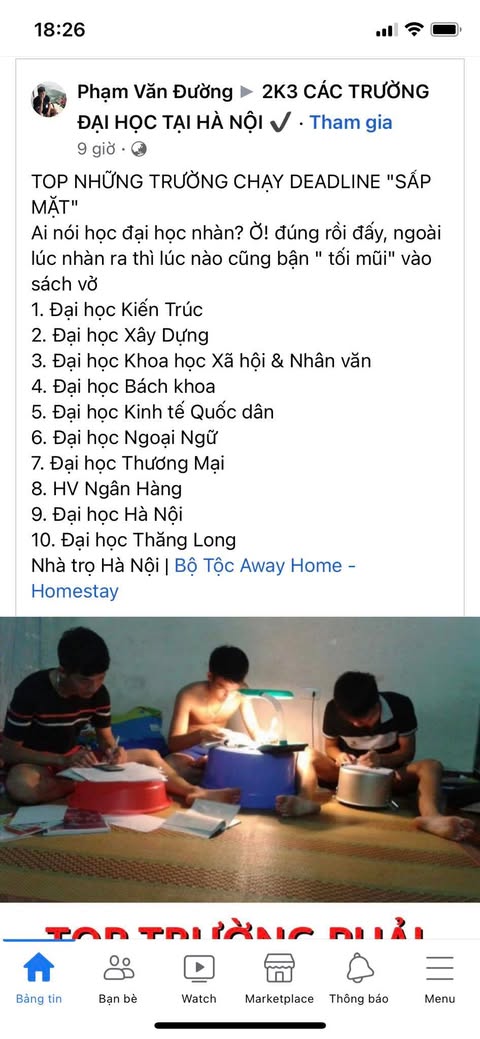 18:26
Phạm Văn Đường ▶ 2K3 CÁC TRƯỜNG
ĐẠI HỌC TẠI HÀ NỘI ✔ · Tham gia
9 giờ ·
TOP NHỮNG TRƯỜNG CHẠY DEADLINE "SẤP
MẶT"
Ai nói học đại học nhàn? Ờ! đúng rồi đấy, ngoài
lúc nhàn ra thì lúc nào cũng bận " tối mũi" vào
sách vở
1. Đại học Kiến Trúc
2. Đại học Xây Dựng
3. Đại học Khoa học Xã hội & Nhân văn
4. Đại học Bách khoa
5. Đại học Kinh tế Quốc dân
6. Đại học Ngoại Ngữ
7. Đại học Thương Mại
8. HV Ngân Hàng
9. Đại học Hà Nội
10. Đại học Thăng Long
Nhà trọ Hà Nội | Bộ Tộc Away Home -
Homestay
TOP TRƯỜNG PHẢI
Bảng tin
Bạn bè
Watch
Marketplace
Thông báo
Menu